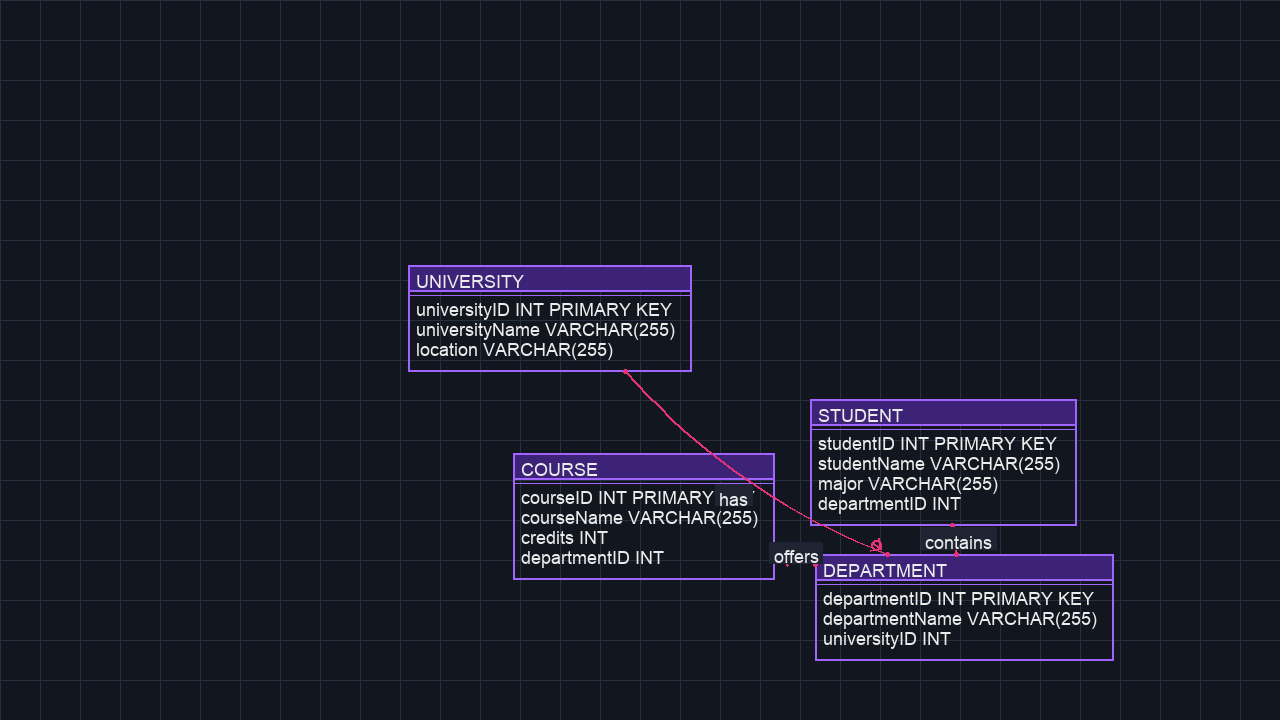 UNIVERSITY
universityID INT PRIMARY KEY
universityName VARCHAR(255)
location VARCHAR(255)
STUDENT
studentID INT PRIMARY KEY
studentName VARCHAR(255)
major VARCHAR(255)
departmentID INT
COURSE
courseID INT PRIMARY
has
courseName VARCHAR(255)
credits INT
departmentID INT
offers
contains
DEPARTMENT
departmentID INT PRIMARY KEY
departmentName VARCHAR(255)
universityID INT